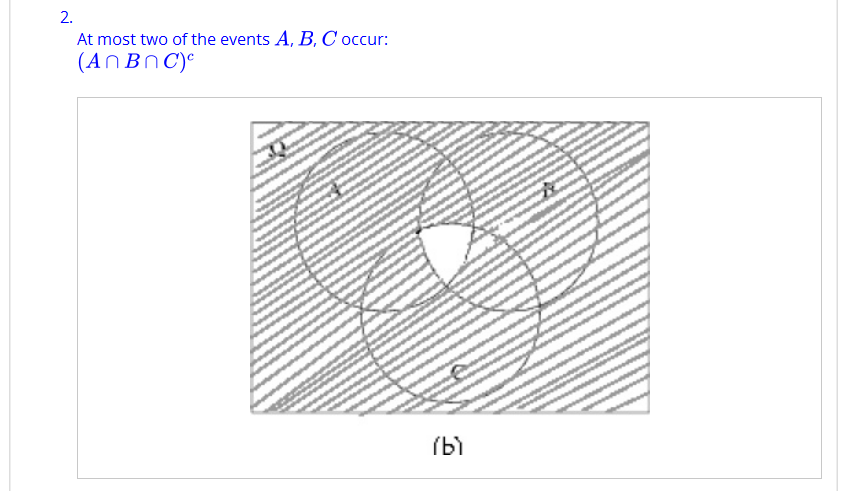 2.
At most two of the events A, B, C occur:
(A ∩ B ∩ C)ᶜ
Ω
A
B
C
(b)